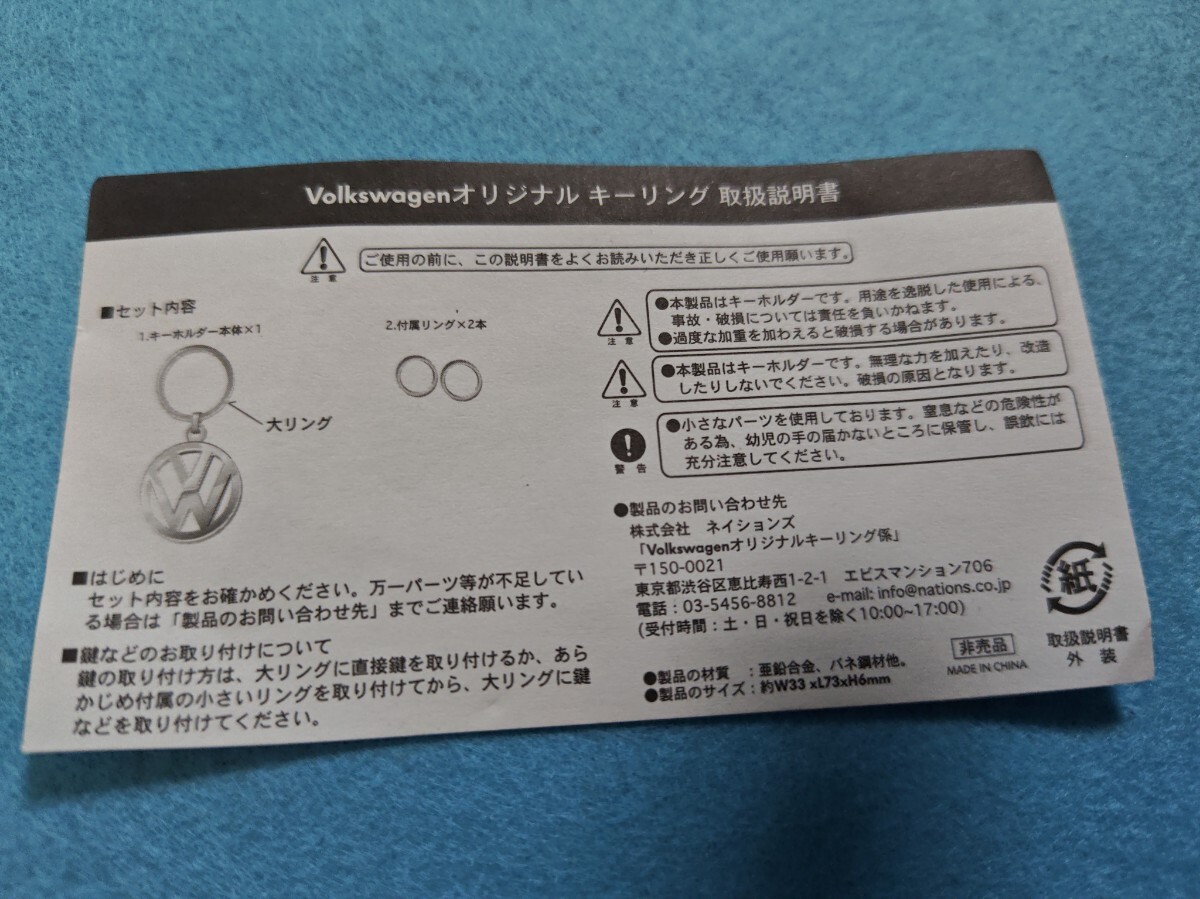 Volkswagenオリジナル キーリング 取扱説明書
注 意
ご使用の前に、この説明書をよくお読みいただき正しくご使用願います。
■セット内容
1.キーホルダー本体×1
2.付属リング×2本
大リング
■はじめに
セット内容をお確かめください。万一パーツ等が不足してい
る場合は「製品のお問い合わせ先」までご連絡願います。
■鍵などのお取り付けについて
鍵の取り付け方は、大リングに直接鍵を取り付けるか、あら
かじめ付属の小さいリングを取り付けてから、大リングに鍵
などを取り付けてください。
注 意
●本製品はキーホルダーです。用途を逸脱した使用による、
事故・破損については責任を負いかねます。
●過度な加重を加わえると破損する場合があります。
注 意
●本製品はキーホルダーです。無理な力を加えたり、改造
したりしないでください。破損の原因となります。
警 告
●小さなパーツを使用しております。窒息などの危険性が
ある為、幼児の手の届かないところに保管し、誤飲には
充分注意してください。
●製品のお問い合わせ先
株式会社 ネイションズ
「Volkswagenオリジナルキーリング係」
〒150-0021
東京都渋谷区恵比寿西1-2-1 エビスマンション706
電話：03-5456-8812 e-mail: info@nations.co.jp
(受付時間：土・日・祝日を除く10:00~17:00)
●製品の材質 ：亜鉛合金、バネ鋼材他。
●製品のサイズ：約W33 xL73xH6mm
非売品
MADE IN CHINA
紙
取扱説明書
外 装